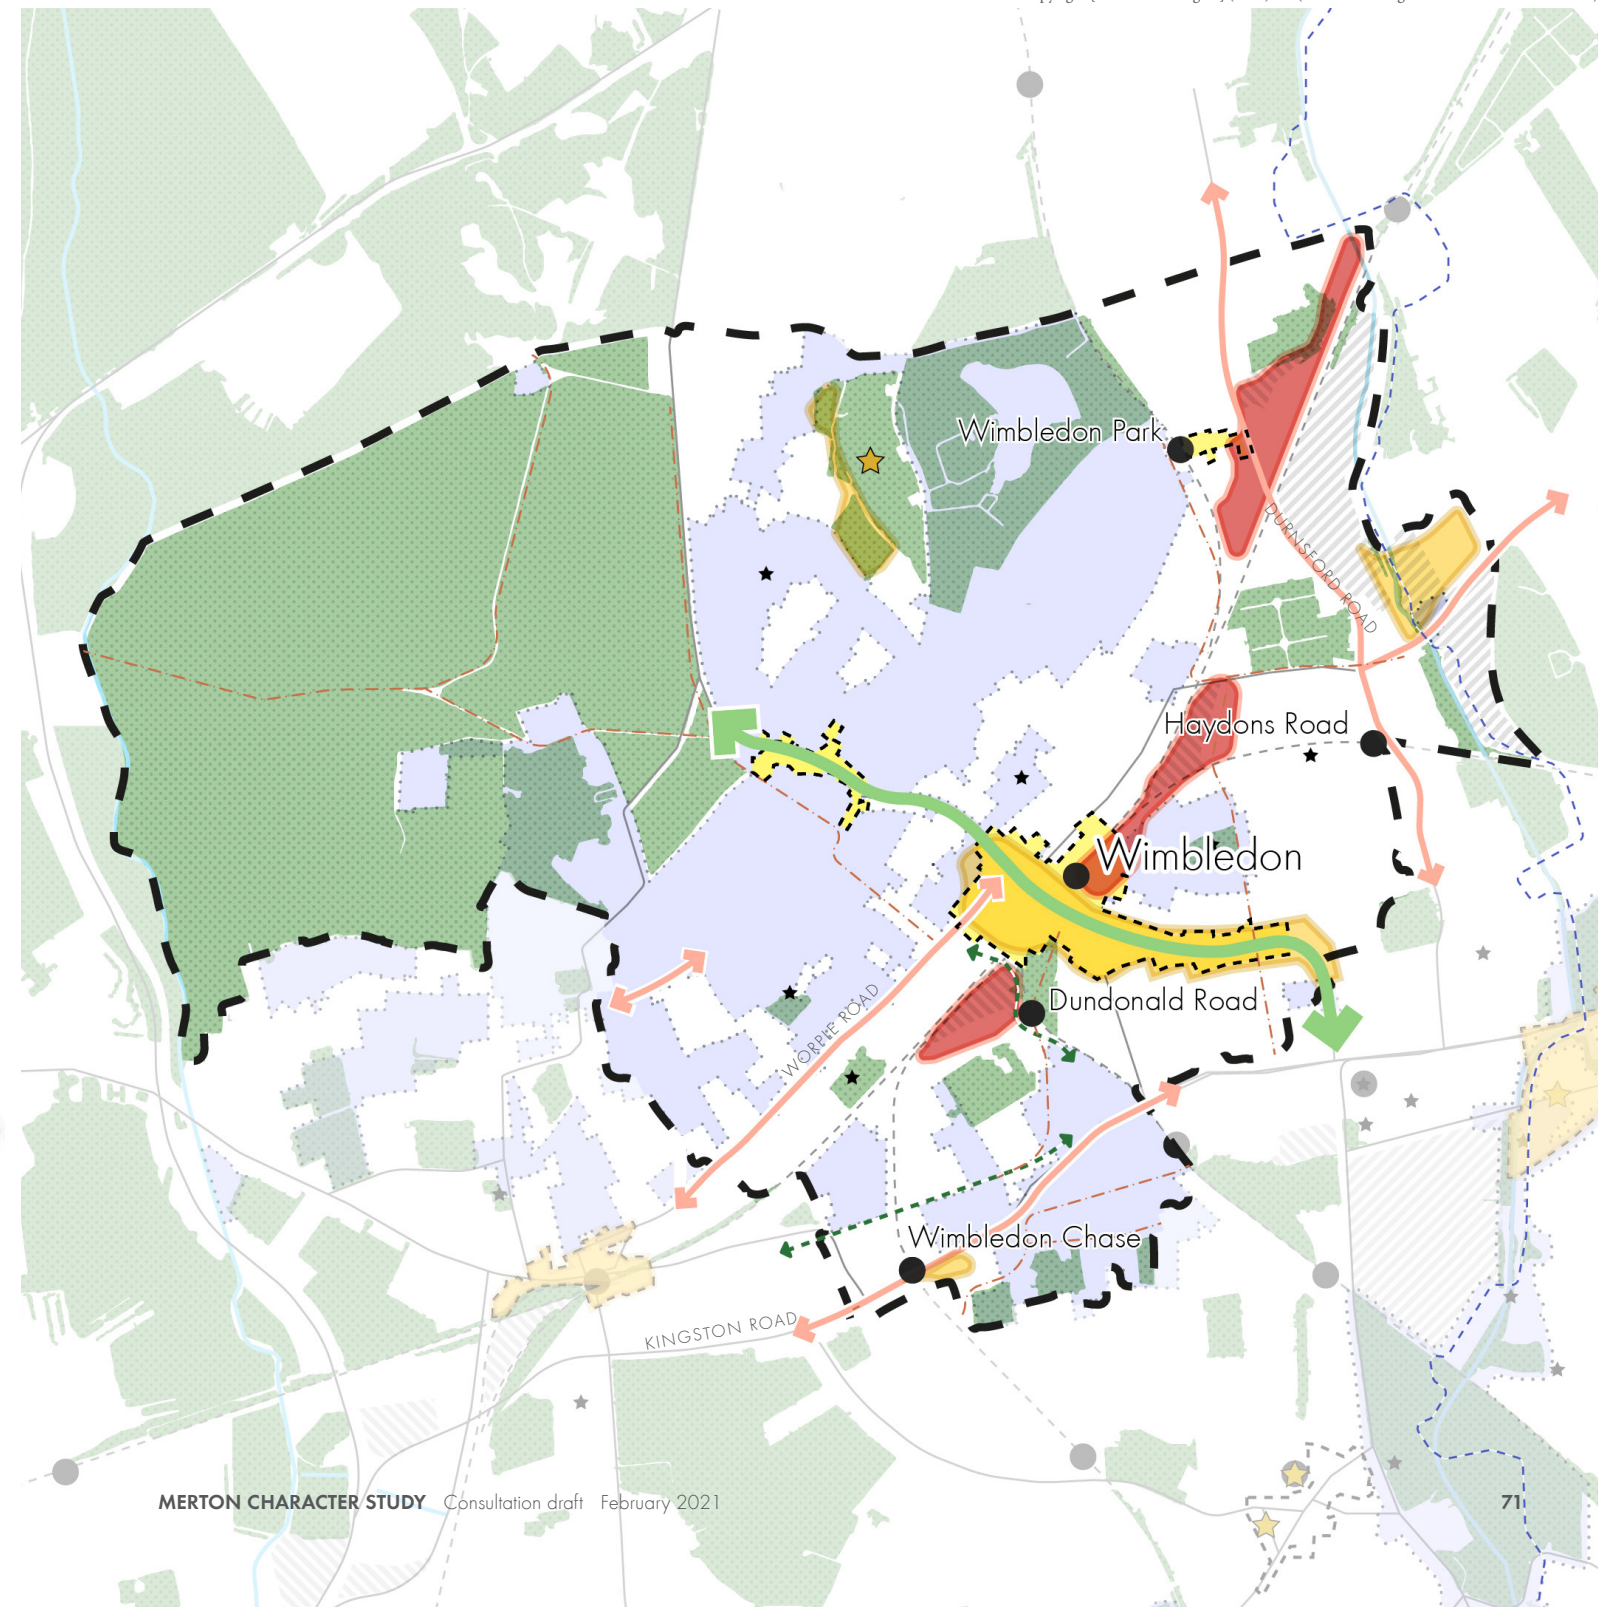 Wimbledon Park
DURNSFORD ROAD
Haydons Road
Wimbledon
Dundonald Road
WORPLE ROAD
Wimbledon Chase
KINGSTON ROAD
MERTON CHARACTER STUDY Consultation draft February 2021
71